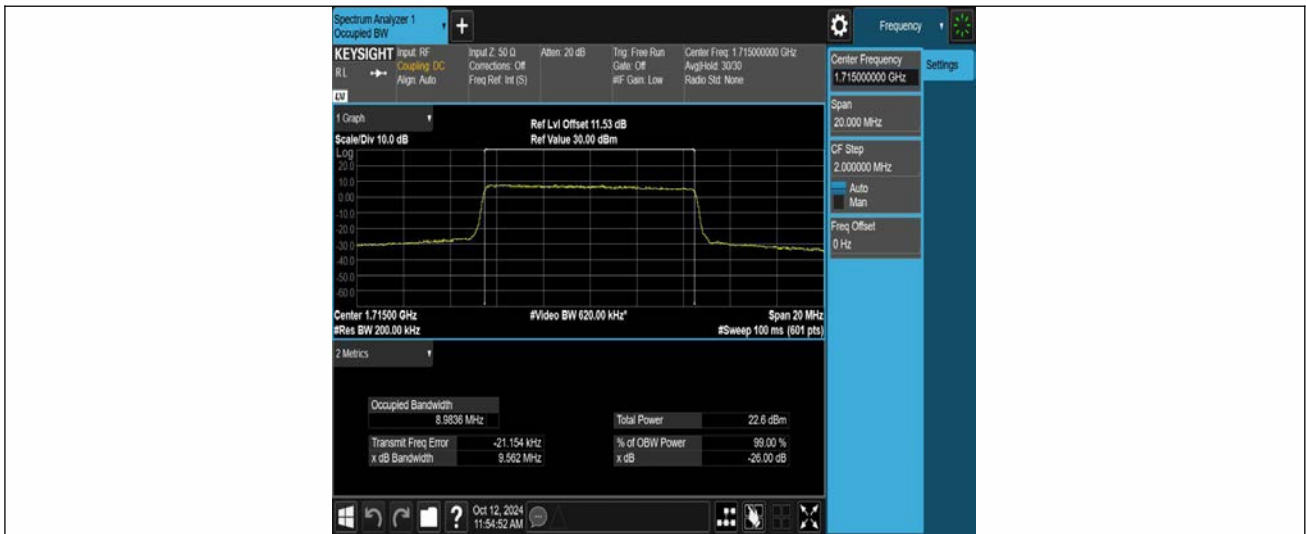 Spectrum Analyzer 1
Occupied BW
Frequency
KEYSIGHT
R L
LXI
Input: RF
Coupling: DC
Align: Auto
Input Z: 50 Ω
Corrections: Off
Freq Ref: Int (S)
Atten: 20 dB
Trig: Free Run
Gate: Off
#IF Gain: Low
Center Freq: 1.715000000 GHz
Avg|Hold: 30/30
Radio Std: None
Center Frequency
1.715000000 GHz
Settings
Span
20.000 MHz
CF Step
2.000000 MHz
Auto
Man
Freq Offset
0 Hz
1 Graph
Scale/Div 10.0 dB
Ref Lvl Offset 11.53 dB
Ref Value 30.00 dBm
Log
20.0
10.0
0.00
-10.0
-20.0
-30.0
-40.0
-50.0
-60.0
Center 1.71500 GHz
#Video BW 620.00 kHz*
Span 20 MHz
#Res BW 200.00 kHz
#Sweep 100 ms (601 pts)
2 Metrics
Occupied Bandwidth
8.9836 MHz
Total Power 22.6 dBm
Transmit Freq Error -21.154 kHz
% of OBW Power 99.00 %
x dB Bandwidth 9.562 MHz
x dB -26.00 dB
?
Oct 12, 2024
11:54:52 AM